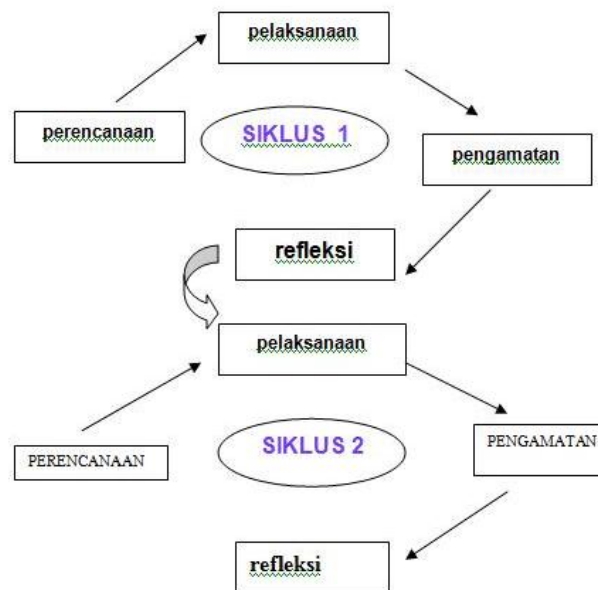 pelaksanaan
perencanaan
SIKLUS 1
pengamatan
refleksi
pelaksanaan
SIKLUS 2
PERENCANAAN
PENGAMATAN
refleksi